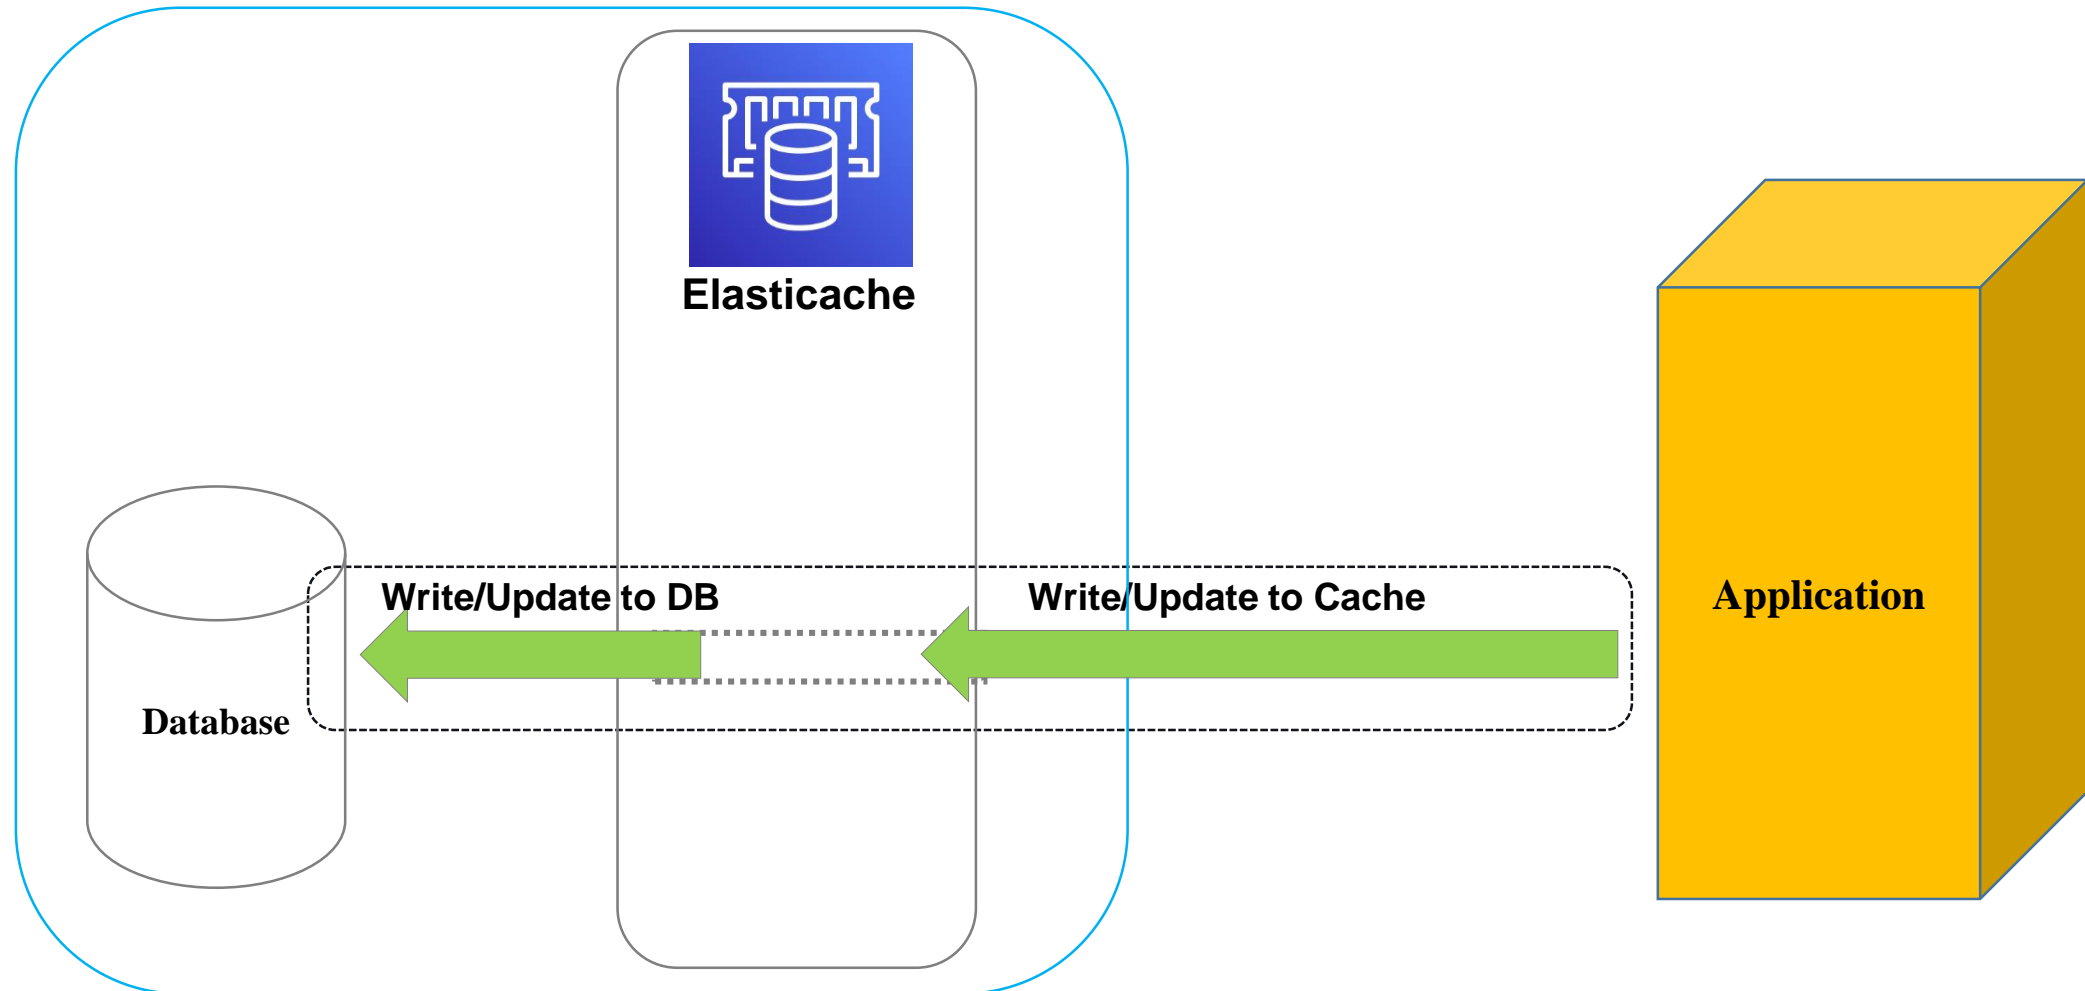 Elasticache
Write/Update to DB
Write/Update to Cache
Application
Database